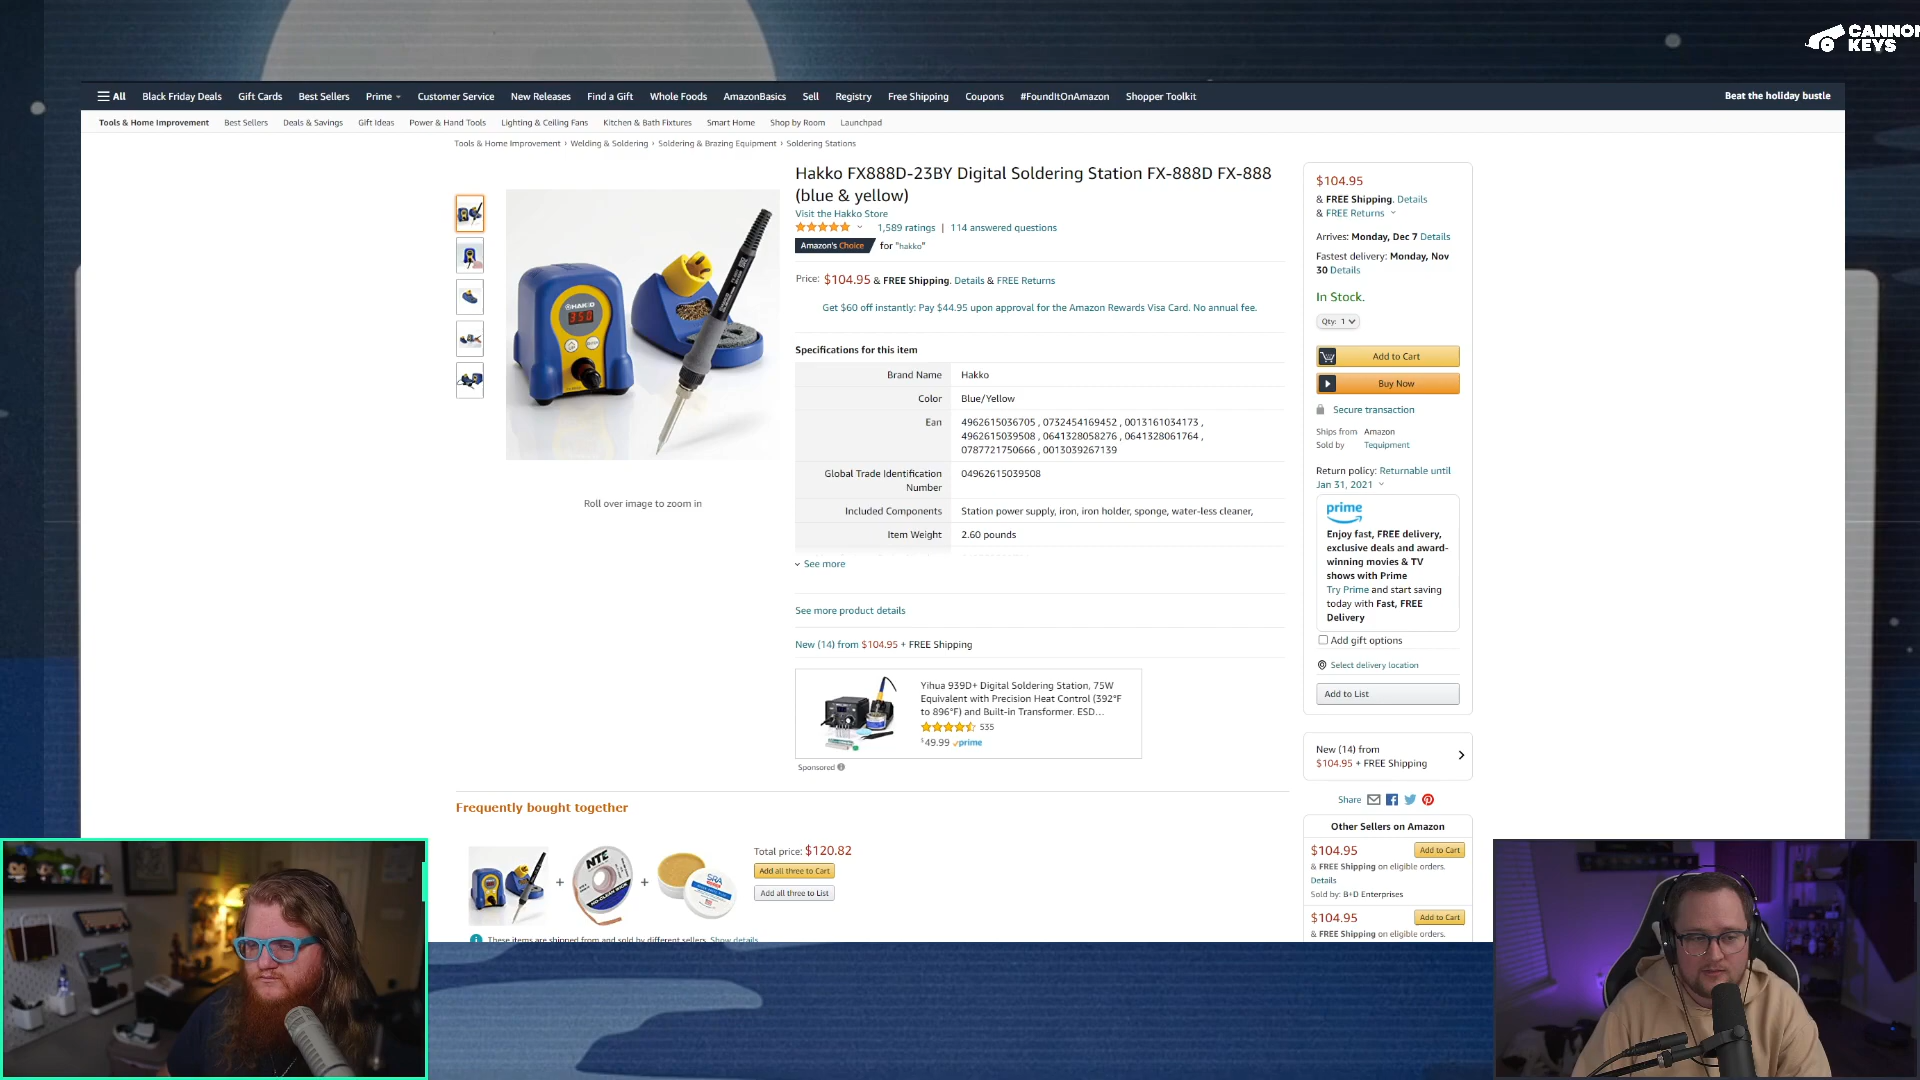 CANNON
KEYS
All Black Friday Deals Gift Cards Best Sellers Prime Customer Service New Releases Find a Gift Whole Foods AmazonBasics Sell Registry Free Shipping Coupons #FoundItOnAmazon Shopper Toolkit Beat the holiday bustle
Tools & Home Improvement Best Sellers Deals & Savings Gift Ideas Power & Hand Tools Lighting & Ceiling Fans Kitchen & Bath Fixtures Smart Home Shop by Room Launchpad
Tools & Home Improvement › Welding & Soldering › Soldering & Brazing Equipment › Soldering Stations
Hakko FX888D-23BY Digital Soldering Station FX-888D FX-888
(blue & yellow)
Visit the Hakko Store
1,589 ratings | 114 answered questions
Amazon's Choice for "hakko"
Price: $104.95 & FREE Shipping. Details & FREE Returns
Get $60 off instantly: Pay $44.95 upon approval for the Amazon Rewards Visa Card. No annual fee.
HAKKO
350
Roll over image to zoom in
Specifications for this item
Brand Name Hakko
Color Blue/Yellow
Ean 4962615036705 , 0732454169452 , 0013161034173 ,
4962615039508 , 0641328058276 , 0641328061764 ,
0787721750666 , 0013039267139
Global Trade Identification 04962615039508
Number
Included Components Station power supply, iron, iron holder, sponge, water-less cleaner,
Item Weight 2.60 pounds
See more
See more product details
New (14) from $104.95 + FREE Shipping
Yihua 939D+ Digital Soldering Station, 75W
Equivalent with Precision Heat Control (392°F
to 896°F) and Built-in Transformer. ESD...
535
$49.99 prime
Sponsored
$104.95
& FREE Shipping. Details
& FREE Returns
Arrives: Monday, Dec 7 Details
Fastest delivery: Monday, Nov
30 Details
In Stock.
Qty: 1
Add to Cart
Buy Now
Secure transaction
Ships from Amazon
Sold by Tequipment
Return policy: Returnable until
Jan 31, 2021
prime
Enjoy fast, FREE delivery,
exclusive deals and award-
winning movies & TV
shows with Prime
Try Prime and start saving
today with Fast, FREE
Delivery
Add gift options
Select delivery location
Add to List
New (14) from
$104.95 + FREE Shipping
Share
Other Sellers on Amazon
$104.95 Add to Cart
& FREE Shipping on eligible orders.
Details
Sold by: B+D Enterprises
$104.95 Add to Cart
& FREE Shipping on eligible orders.
Frequently bought together
NTE
SRA
+ +
Total price: $120.82
Add all three to Cart
Add all three to List
These items are shipped from and sold by different sellers. Show details